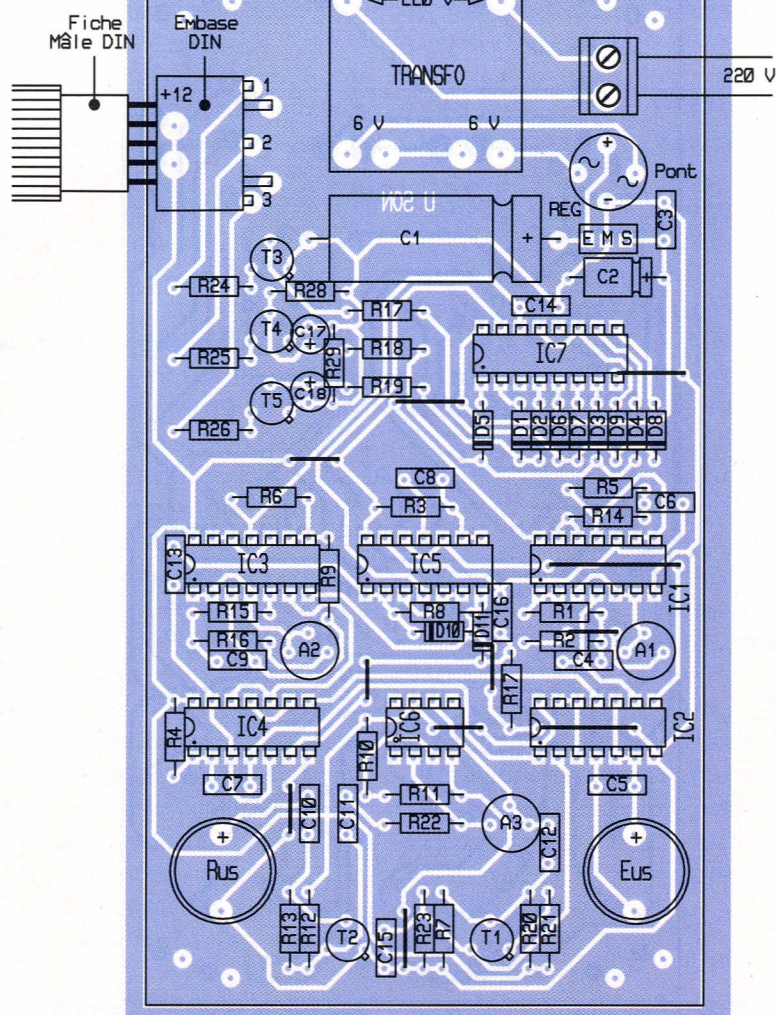 220 V
Fiche
Mâle DIN
Embase
DIN
+12
1
2
3
TRANSFO
6 V
6 V
220 V
+
~
~
-
Pont
U SON
REG
E M S
C3
C1
+
C2
+
T3
R24
R28
C14
R17
T4
C17
+
R29
R18
IC7
R25
C18
+
R19
T5
R26
D5
D1
D2
D6
D7
D3
D9
D4
D8
R6
C8
R3
R5
C6
R14
C13
IC3
R9
IC5
IC1
R15
R8
C16
R1
R16
D10
D11
R2
C9
A2
C4
A1
R17
R4
IC4
IC6
IC2
R10
C7
C10
C11
R11
C5
R22
A3
C12
+
Rus
+
Eus
R13
R12
T2
C15
R23
R7
T1
R20
R21